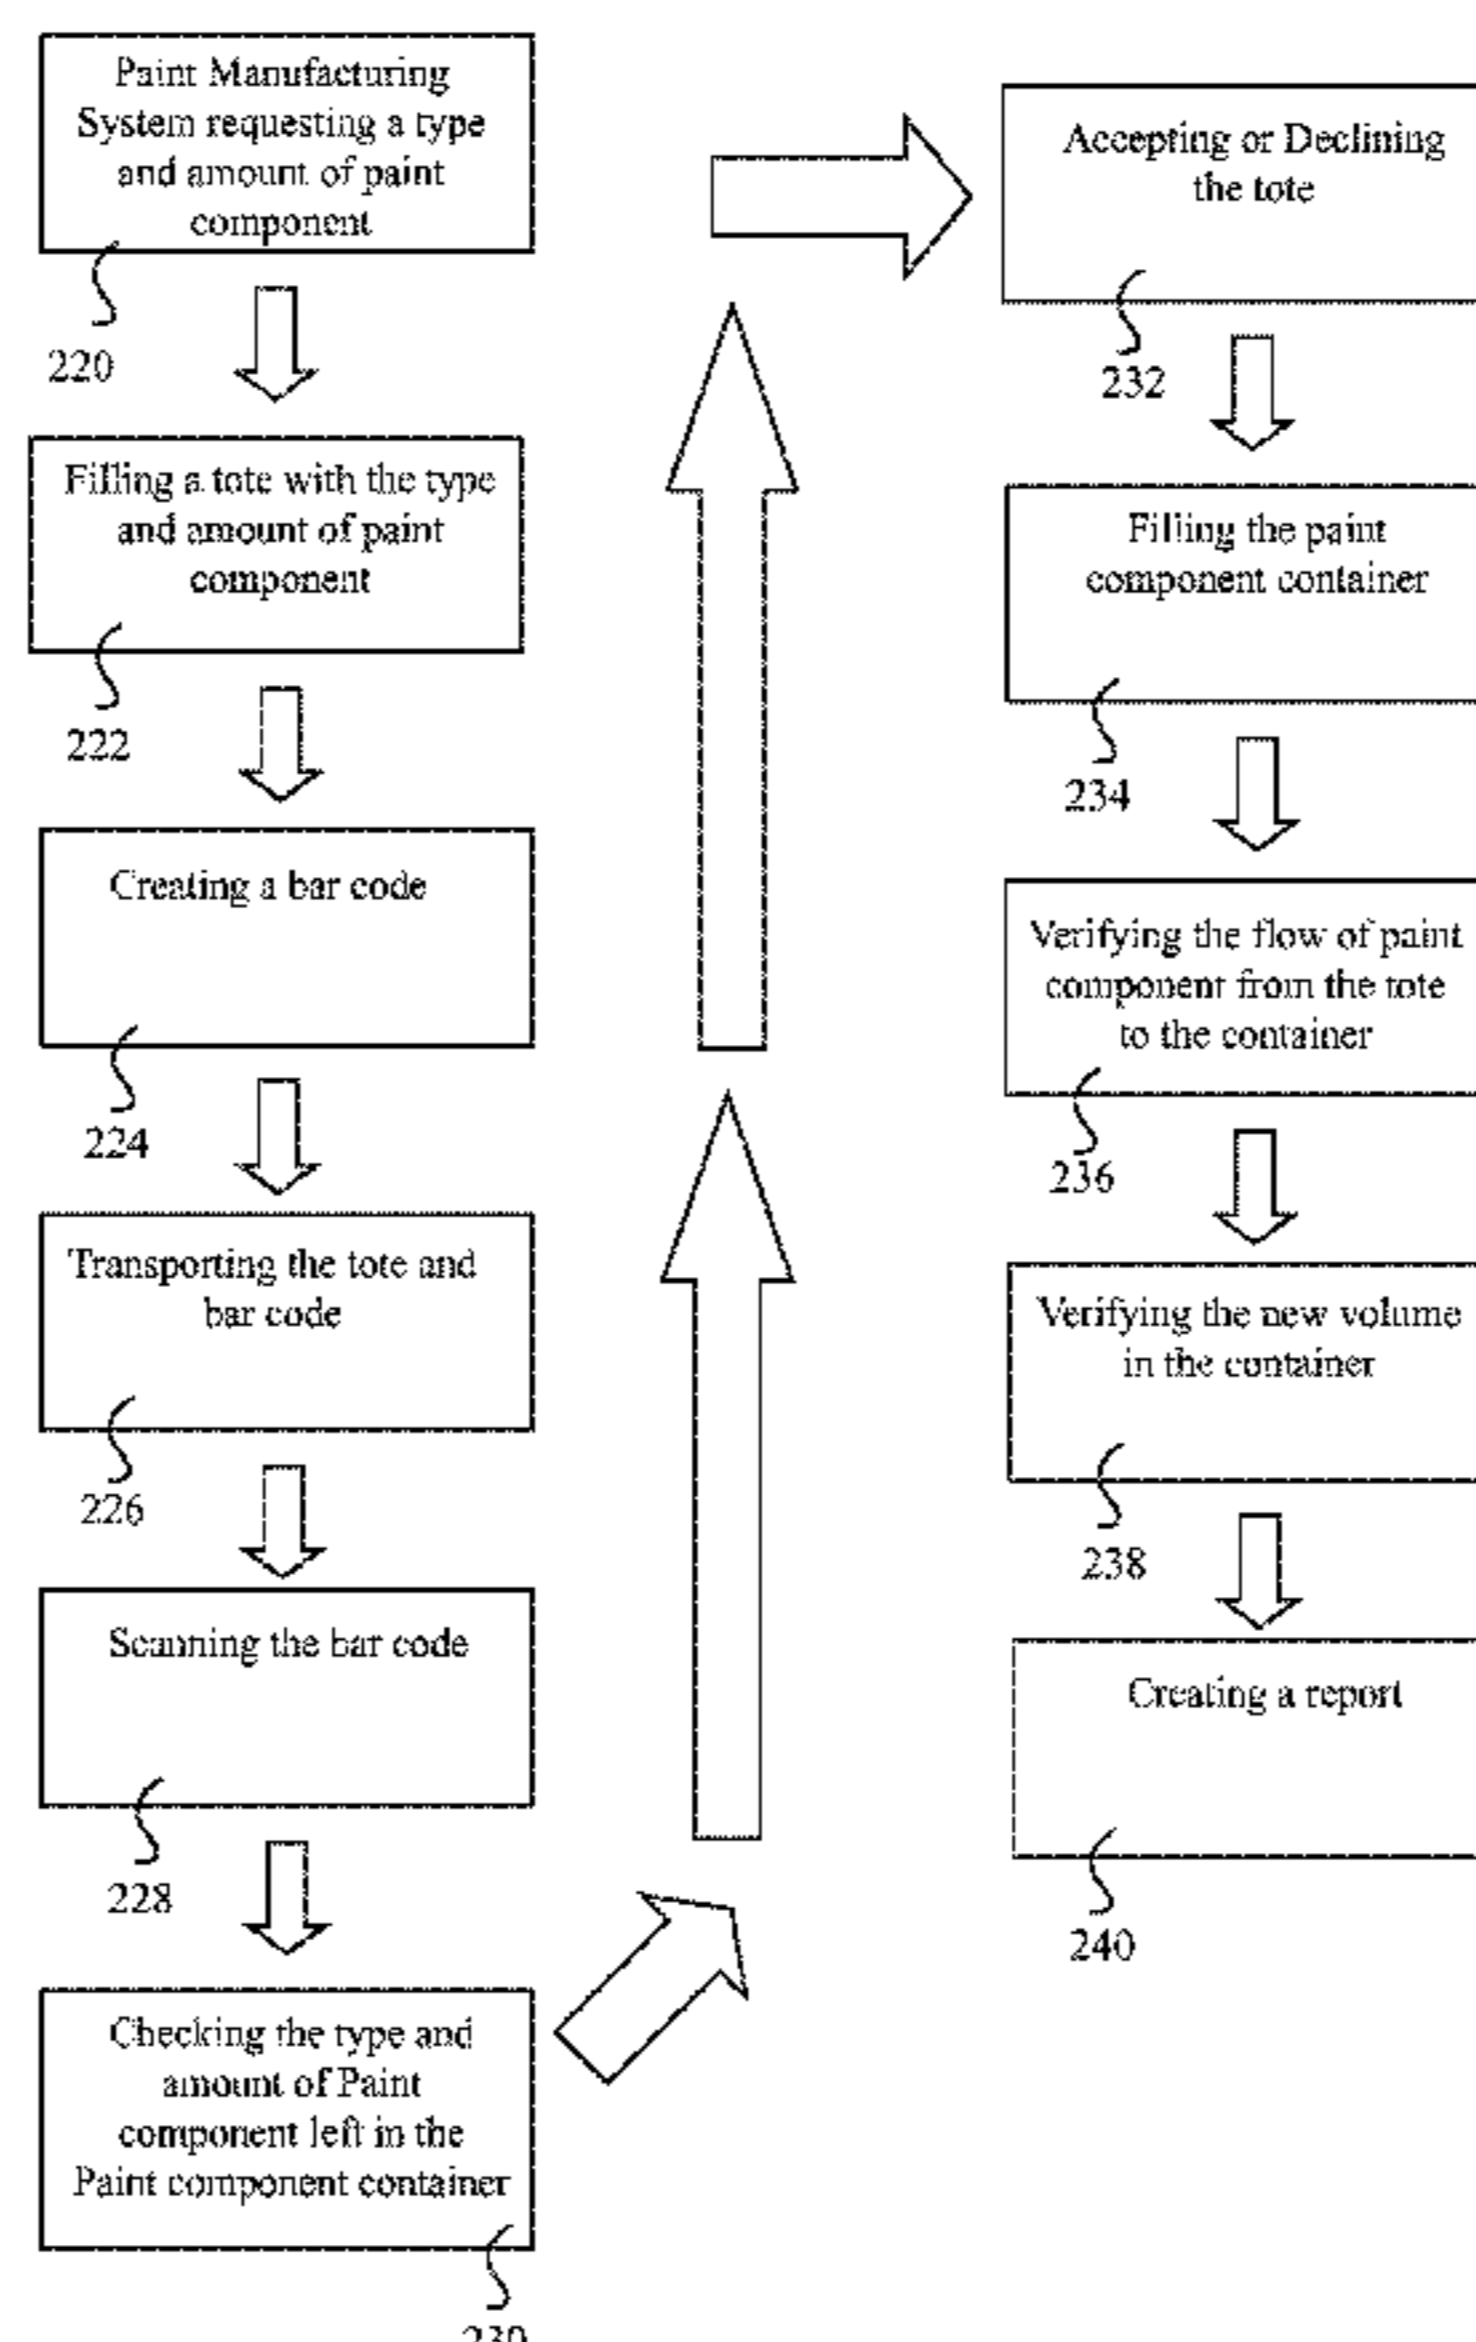 Paint Manufacturing
System requesting a type
and amount of paint
component
220
Filling a tote with the type
and amount of paint
component
222
Creating a bar code
224
Transporting the tote and
bar code
226
Scanning the bar code
228
Checking the type and
amount of Paint
component left in the
Paint component container
230
Accepting or Declining
the tote
232
Filling the paint
component container
234
Verifying the flow of paint
component from the tote
to the container
236
Verifying the new volume
in the container
238
Creating a report
240